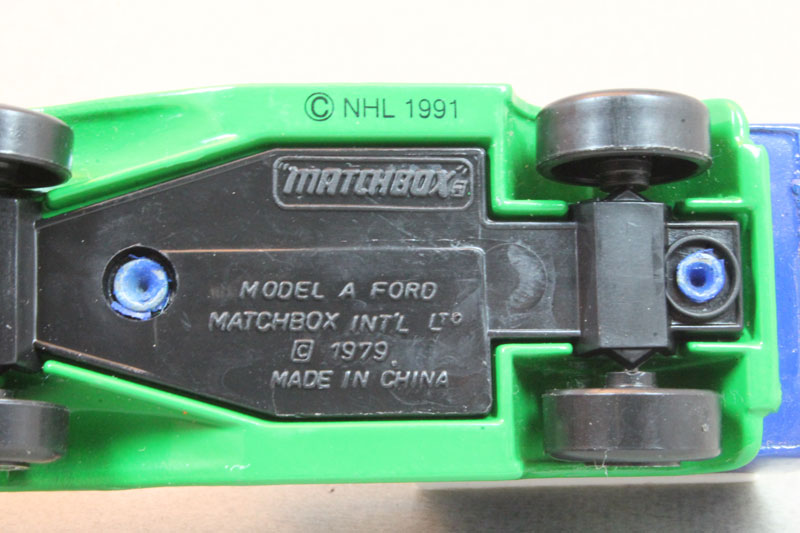 © NHL 1991
"MATCHBOX"S
MODEL A FORD
MATCHBOX INT'L LTD
© 1979
MADE IN CHINA